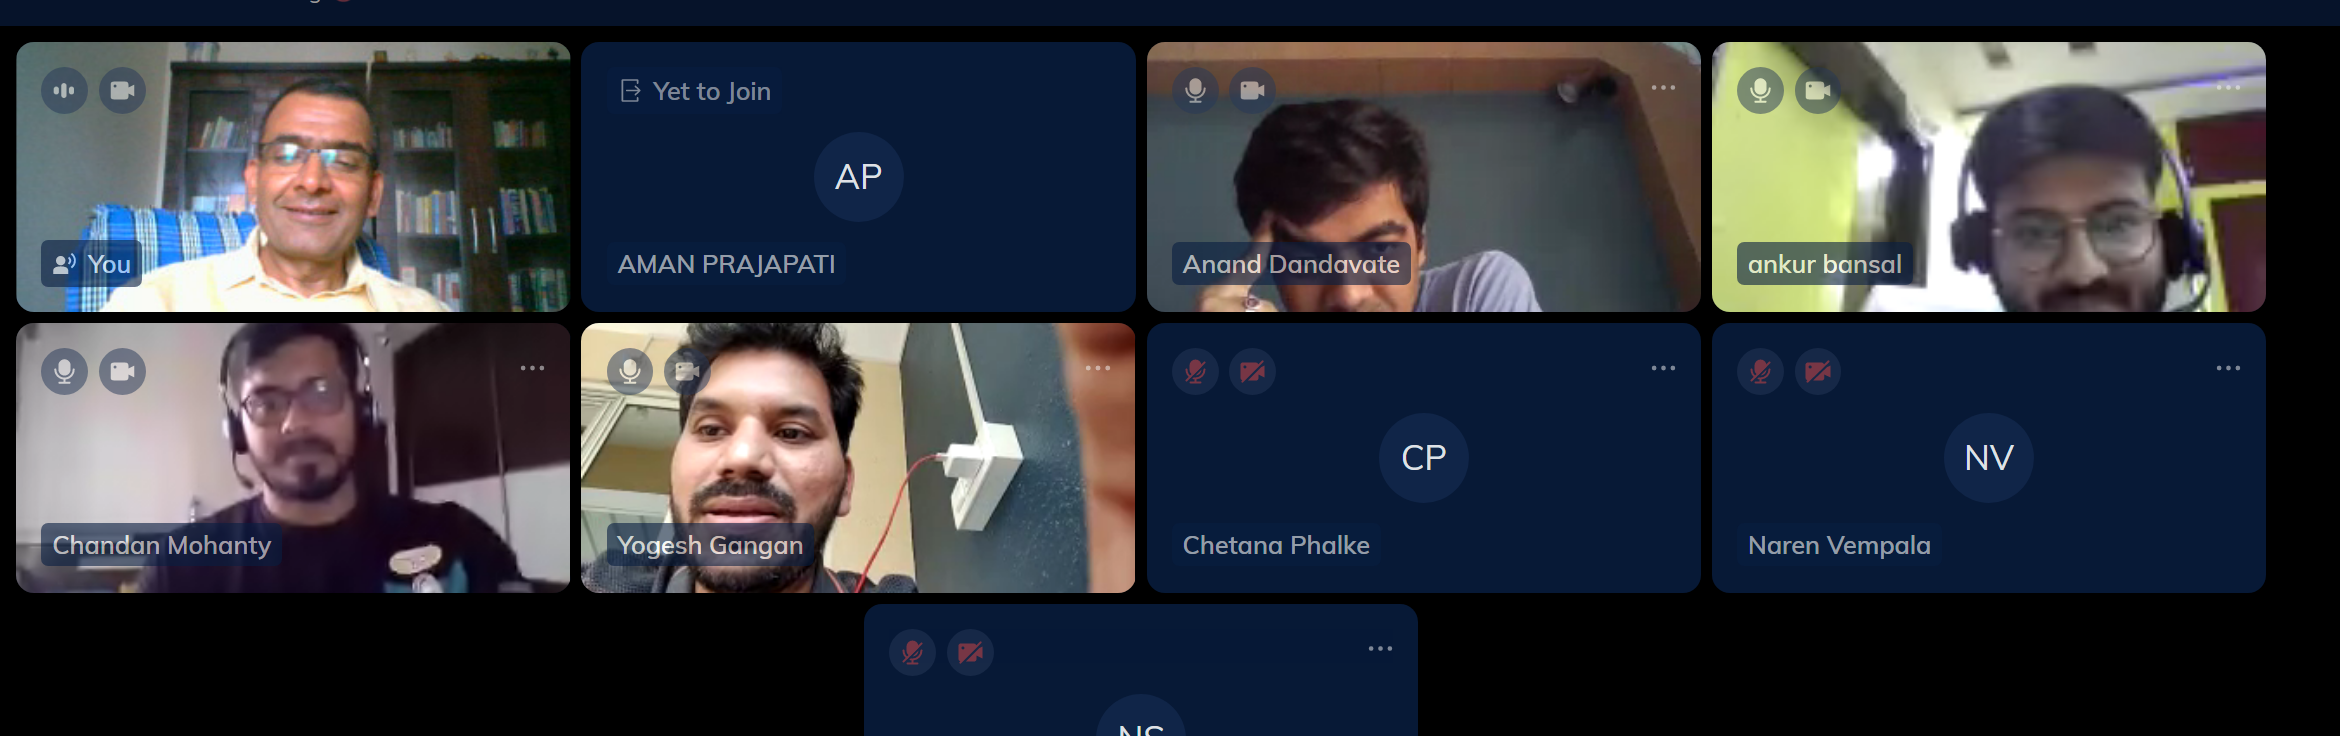 Yet to Join
AP
You
AMAN PRAJAPATI
Anand Dandavate
ankur bansal
CP
NV
Chandan Mohanty
Yogesh Gangan
Chetana Phalke
Naren Vempala
NS